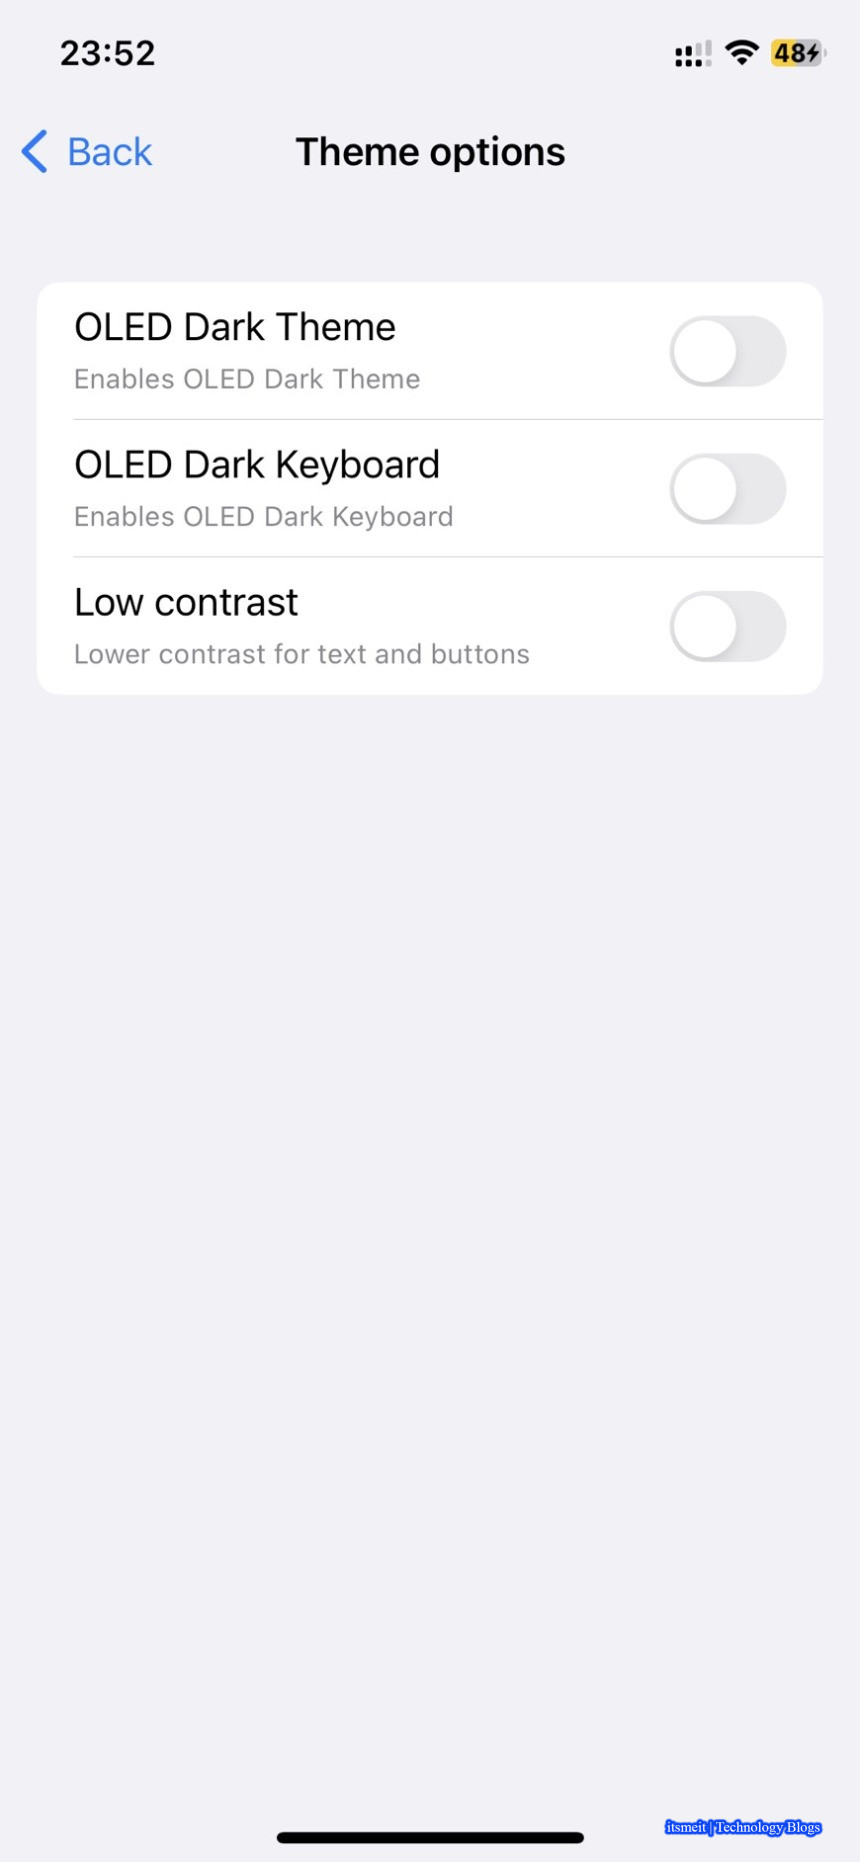 23:52
48
Back
Theme options
OLED Dark Theme
Enables OLED Dark Theme
OLED Dark Keyboard
Enables OLED Dark Keyboard
Low contrast
Lower contrast for text and buttons
itsmeit | Technology Blogs